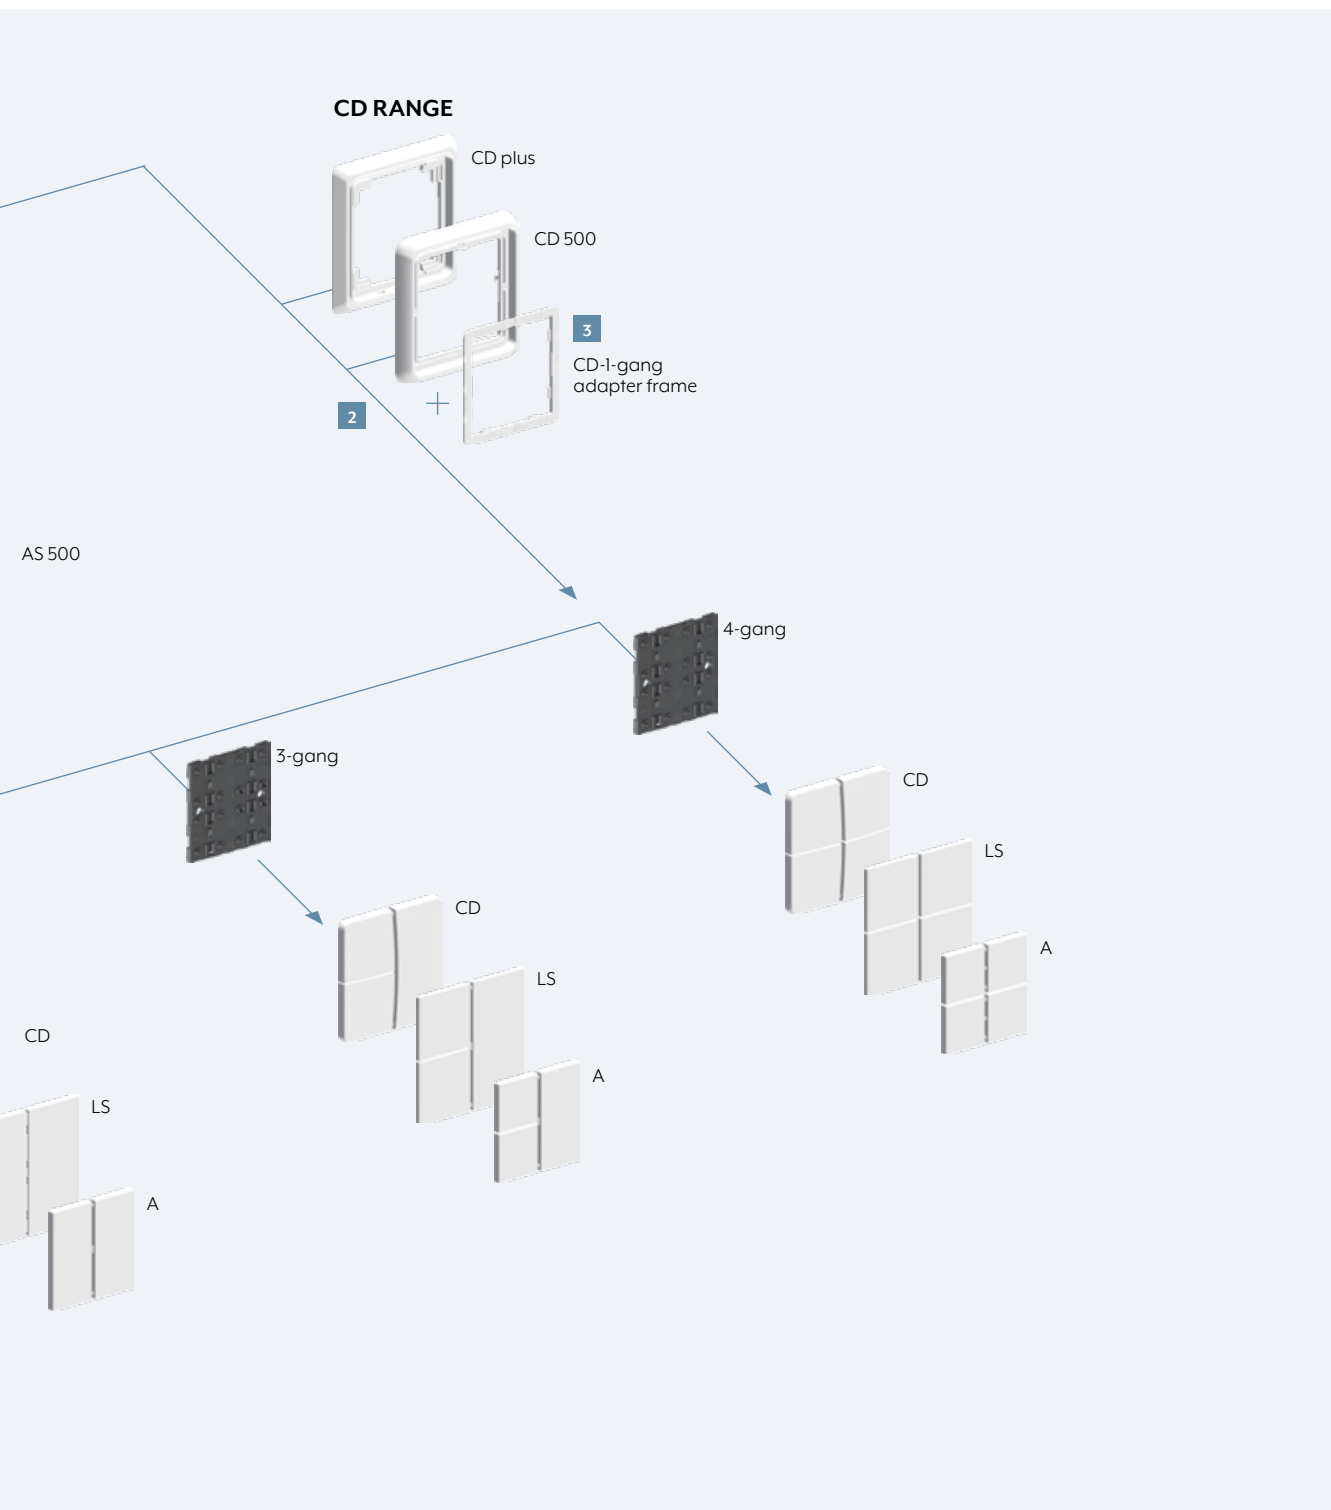 CD RANGE
CD plus
CD 500
3
CD-1-gang
adapter frame
2
AS 500
4-gang
3-gang
CD
LS
A
CD
LS
A
CD
LS
A